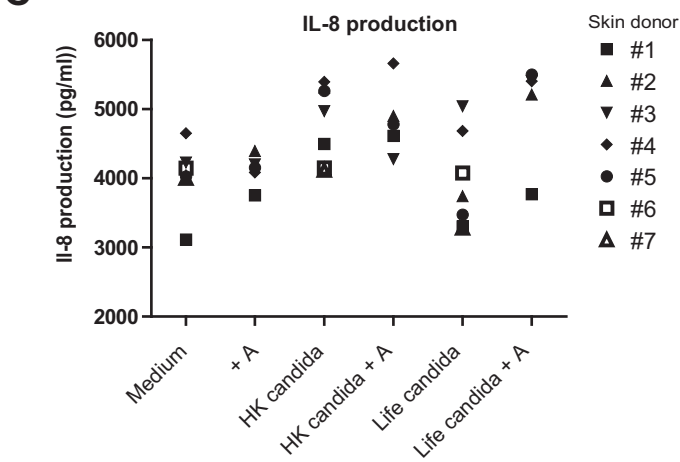 IL-8 production
Skin donor
#1
#2
#3
#4
#5
#6
#7
Il-8 production (pg/ml))
6000
5000
4000
3000
2000
Medium
+ A
HK candida
HK candida + A
Life candida
Life candida + A